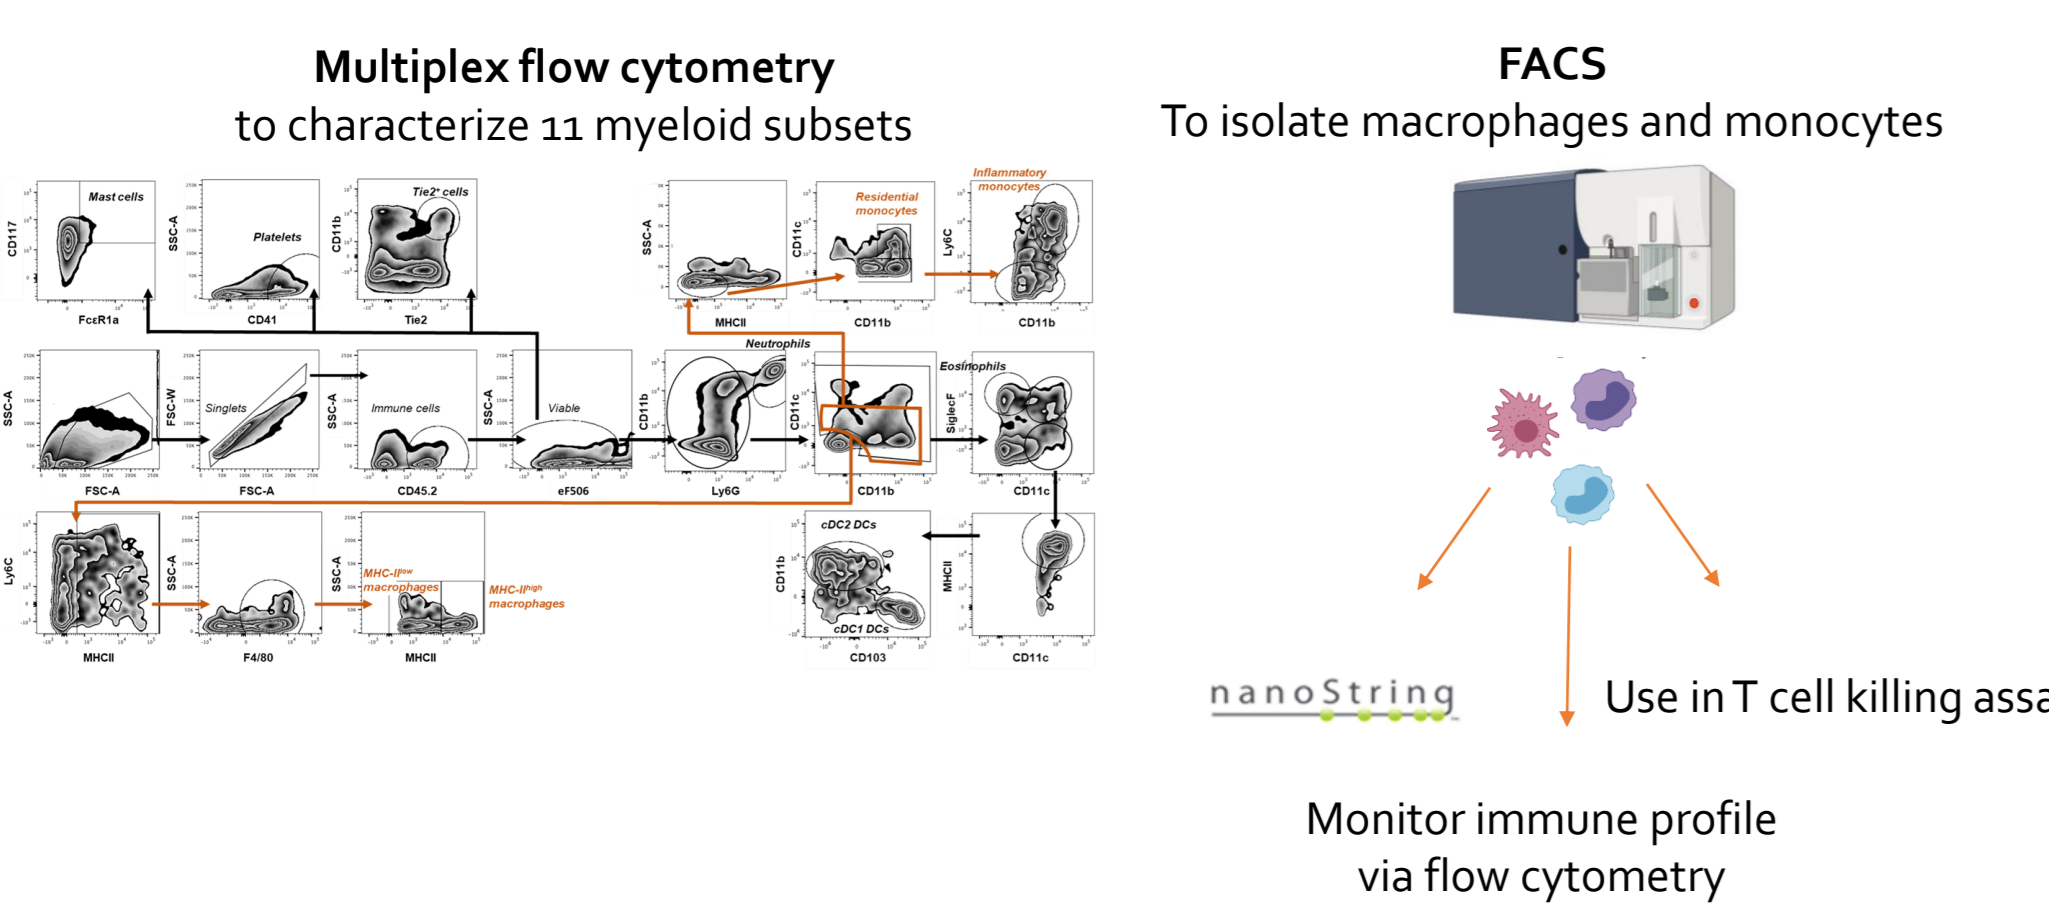 Multiplex flow cytometry
to characterize 11 myeloid subsets
FACS
To isolate macrophages and monocytes
CD117
Mast cells
FcεR1a
SSC-A
Platelets
CD41
CD11b
Tie2⁺ cells
Tie2
SSC-A
MHCII
CD11c
Residential
monocytes
CD11b
Inflammatory
monocytes
Ly6C
CD11b
SSC-A
FSC-A
FSC-W
Singlets
FSC-A
SSC-A
Immune cells
CD45.2
SSC-A
Viable
eF506
CD11b
Neutrophils
Ly6G
CD11c
CD11b
Eosinophils
SiglecF
CD11c
Ly6C
MHCII
SSC-A
F4/80
SSC-A
MHC-IIˡᵒʷ
macrophages
MHC-IIʰⁱᵍʰ
macrophages
MHCII
CD11b
cDC2 DCs
cDC1 DCs
CD103
MHCII
CD11c
nanoString
Use in T cell killing assa
Monitor immune profile
via flow cytometry